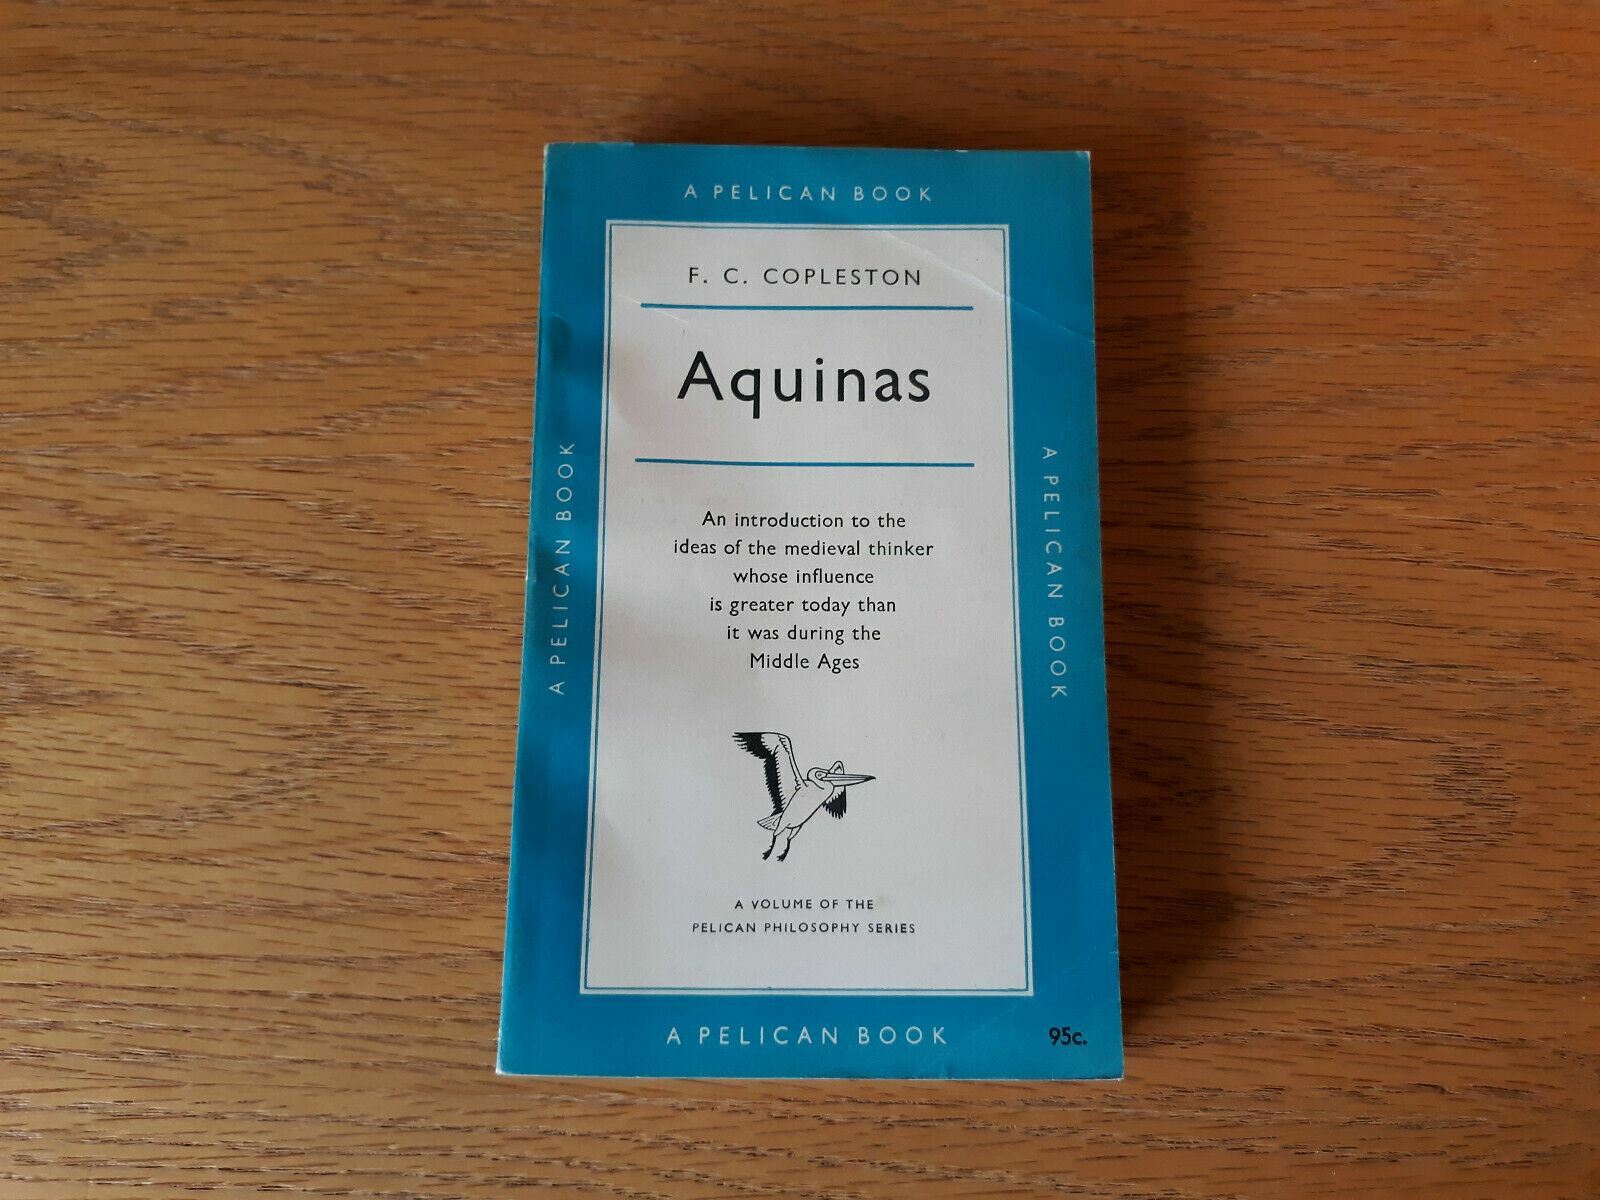 A PELICAN BOOK
F. C. COPLESTON
Aquinas
An introduction to the
ideas of the medieval thinker
whose influence
is greater today than
it was during the
Middle Ages
A VOLUME OF THE
PELICAN PHILOSOPHY SERIES
A PELICAN BOOK
A PELICAN BOOK
A PELICAN BOOK
95c.